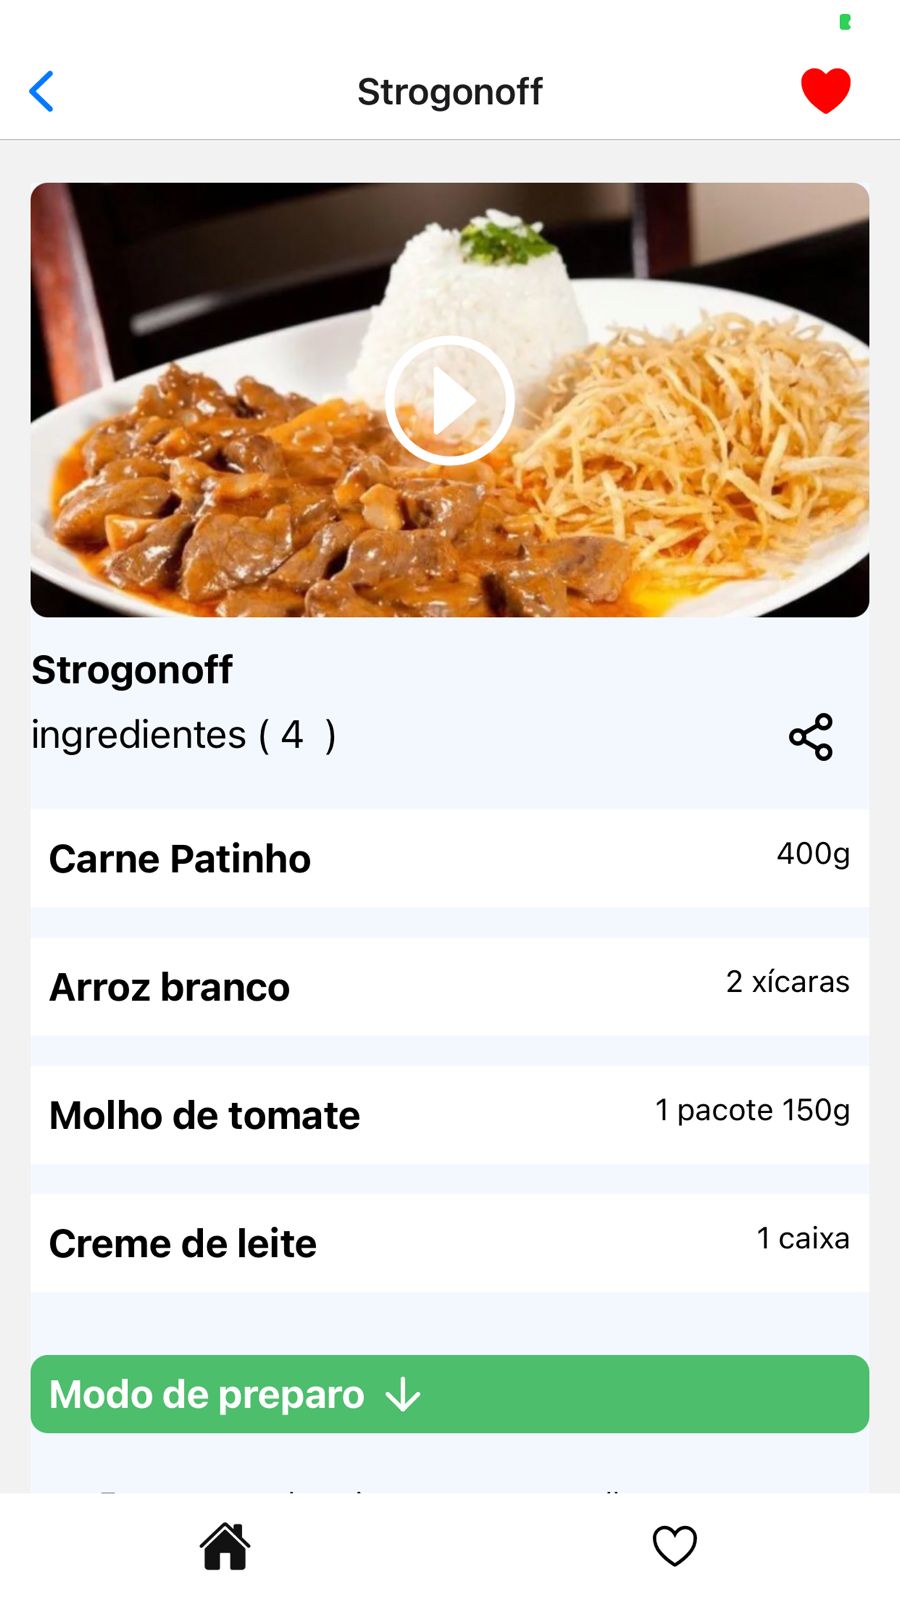 Strogonoff
Strogonoff
ingredientes ( 4 )
Carne Patinho 400g
Arroz branco 2 xícaras
Molho de tomate 1 pacote 150g
Creme de leite 1 caixa
Modo de preparo ↓